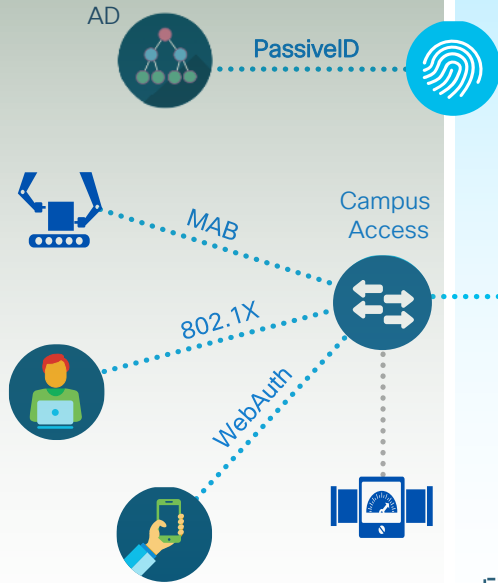 AD
PassiveID
Campus
Access
MAB
802.1X
WebAuth